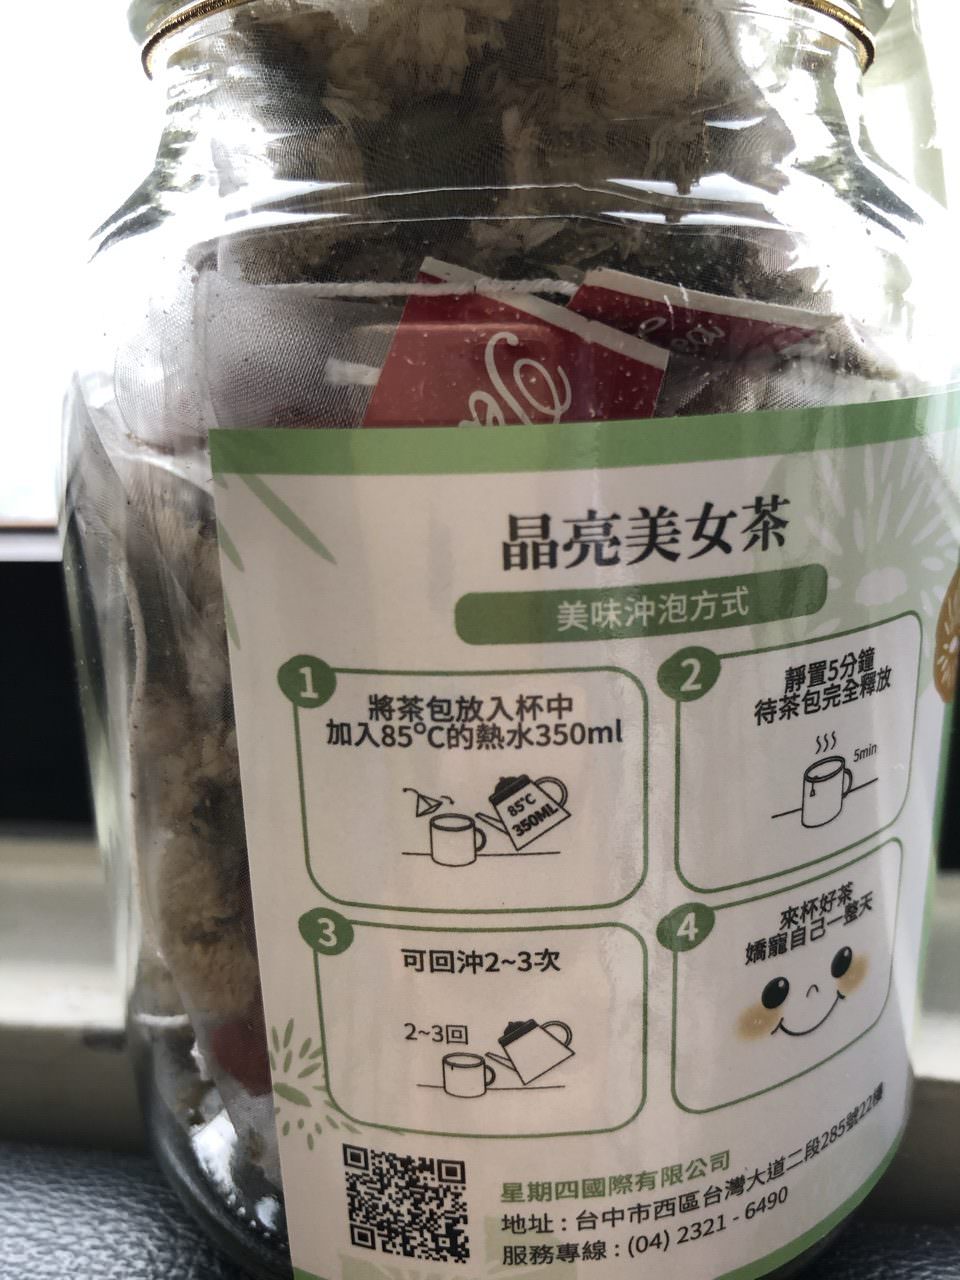 晶亮美女茶
美味沖泡方式
1
將茶包放入杯中
加入85°C的熱水350ml
85°C
350ML
2
靜置5分鐘
待茶包完全釋放
5min
3
可回沖2~3次
2~3回
4
來杯好茶
嬌寵自己一整天
星期四國際有限公司
地址：台中市西區台灣大道二段285號22樓
服務專線：(04) 2321 - 6490